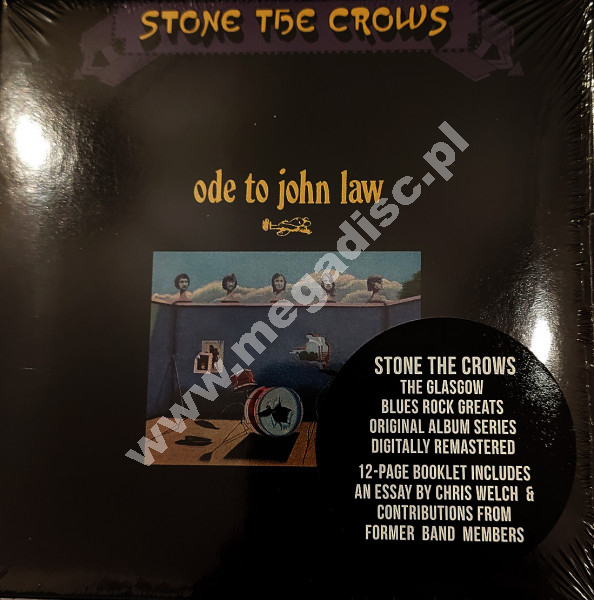 STONE THE CROWS
ode to john law
www.megadisc.pl
STONE THE CROWS
THE GLASGOW
BLUES ROCK GREATS
ORIGINAL ALBUM SERIES
DIGITALLY REMASTERED
12-PAGE BOOKLET INCLUDES
AN ESSAY BY CHRIS WELCH &
CONTRIBUTIONS FROM
FORMER BAND MEMBERS